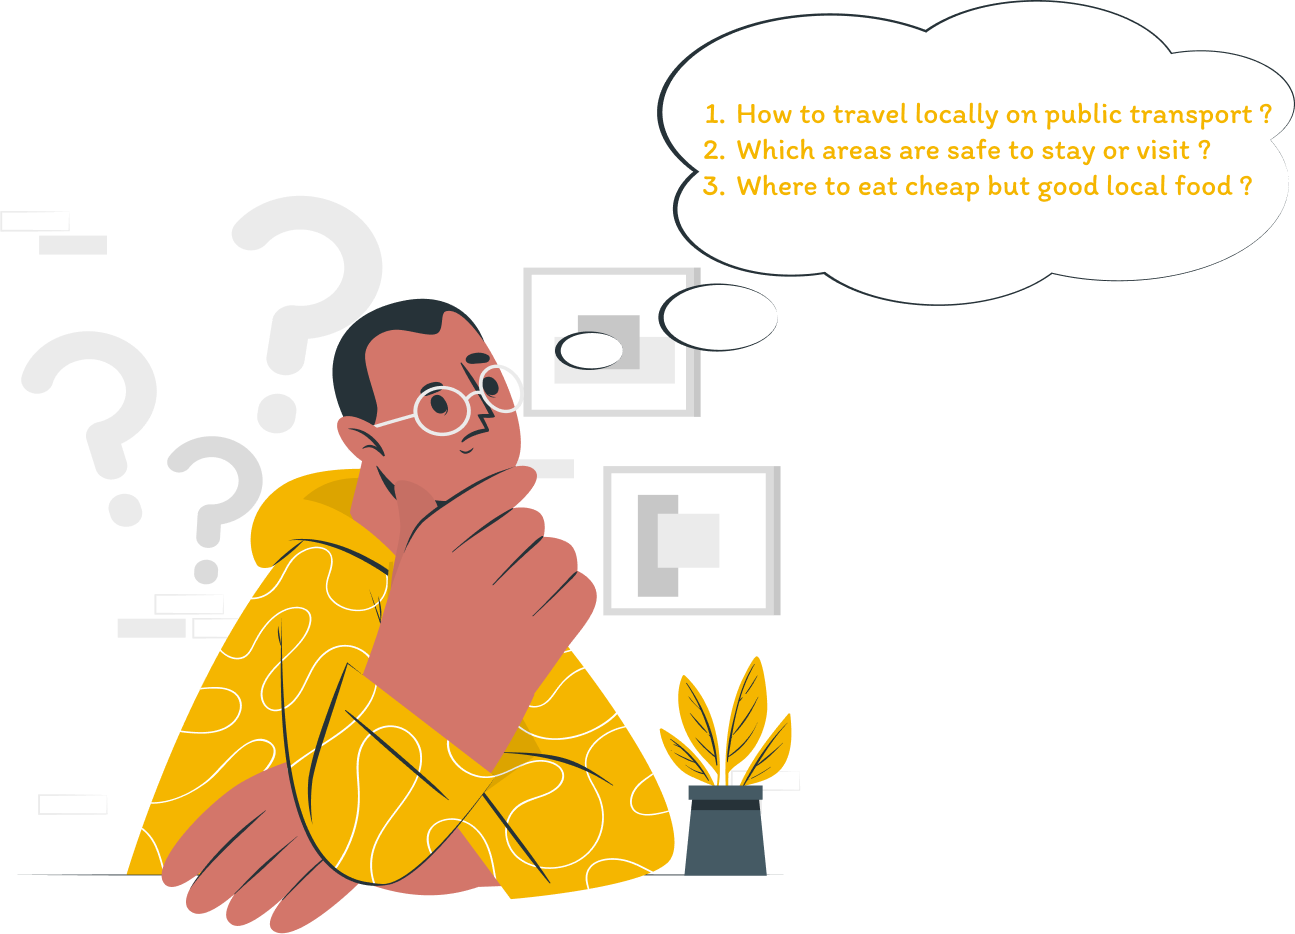 1. How to travel locally on public transport ?
2. Which areas are safe to stay or visit ?
3. Where to eat cheap but good local food ?